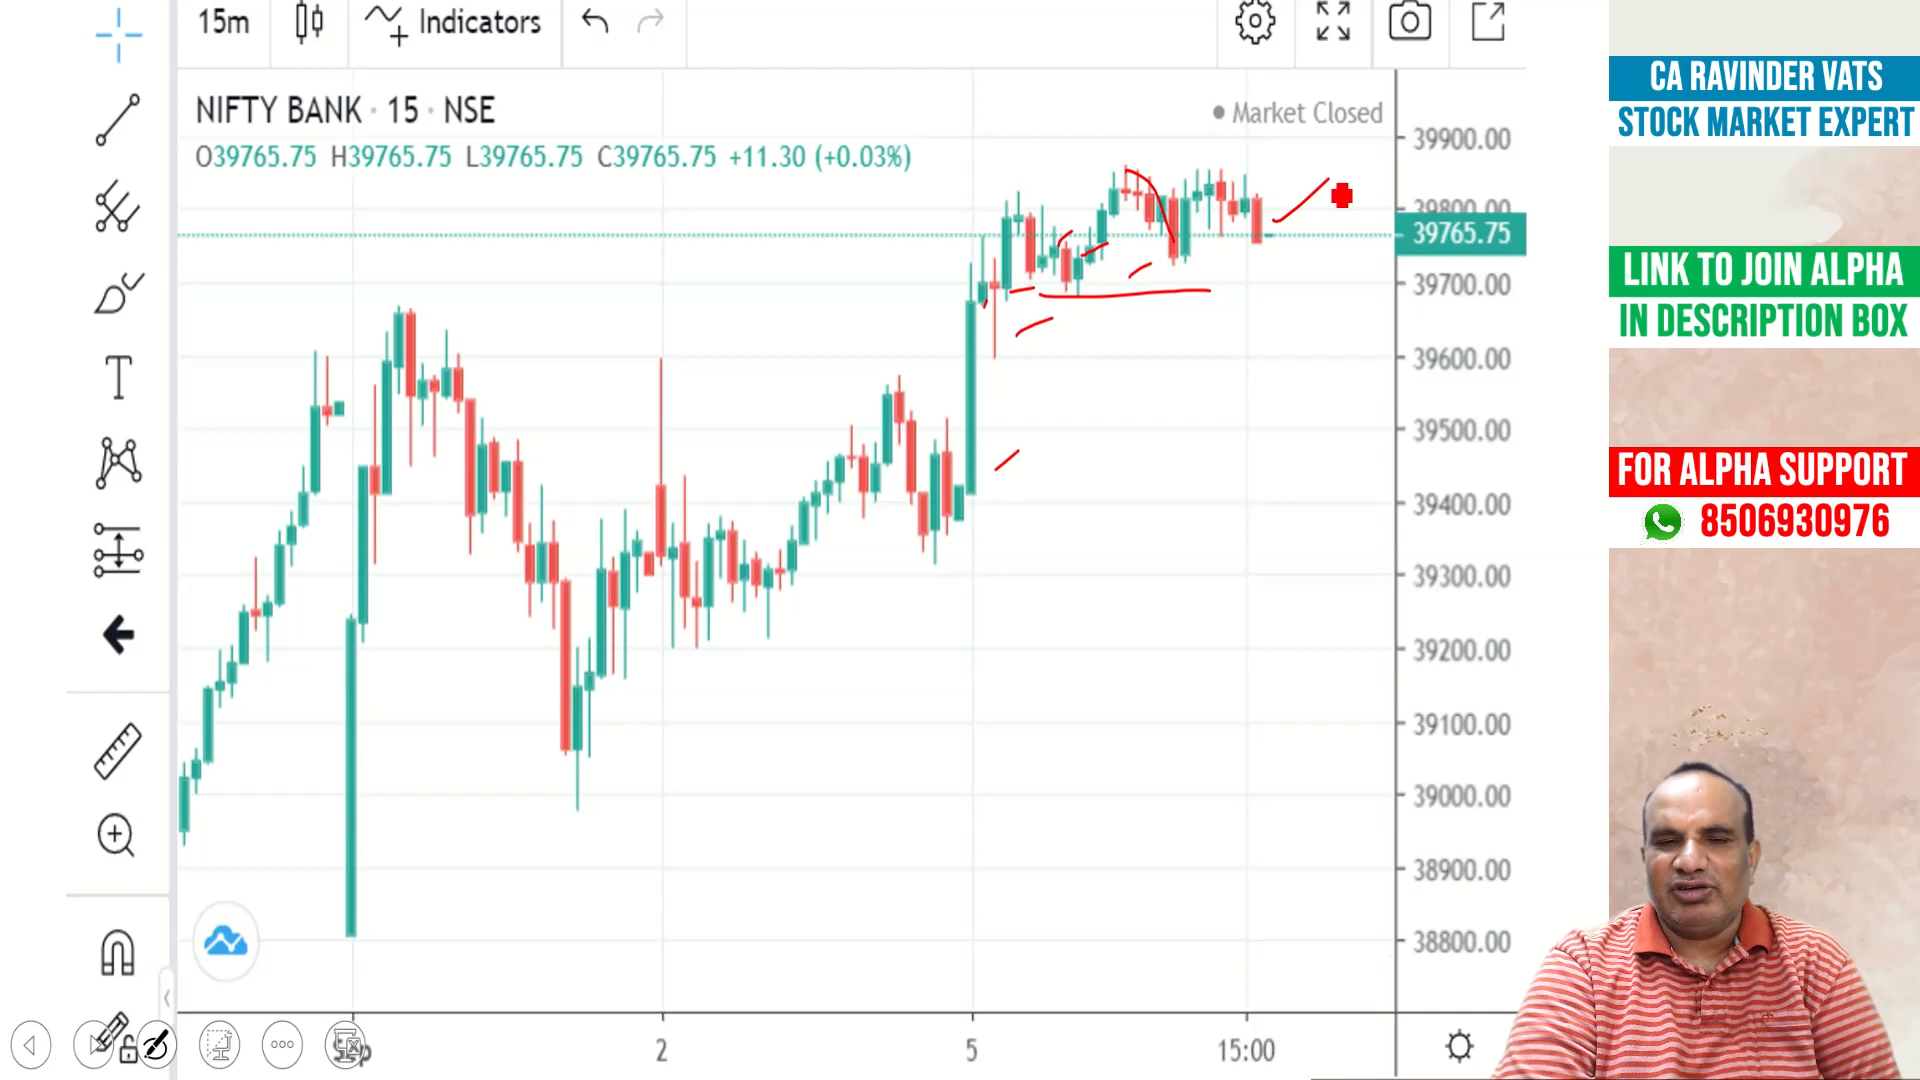 15m
Indicators
NIFTY BANK · 15 · NSE
Market Closed
O39765.75 H39765.75 L39765.75 C39765.75 +11.30 (+0.03%)
39900.00
39800.00
39765.75
39700.00
39600.00
39500.00
39400.00
39300.00
39200.00
39100.00
39000.00
38900.00
38800.00
2
5
15:00
CA RAVINDER VATS
STOCK MARKET EXPERT
LINK TO JOIN ALPHA
IN DESCRIPTION BOX
FOR ALPHA SUPPORT
8506930976